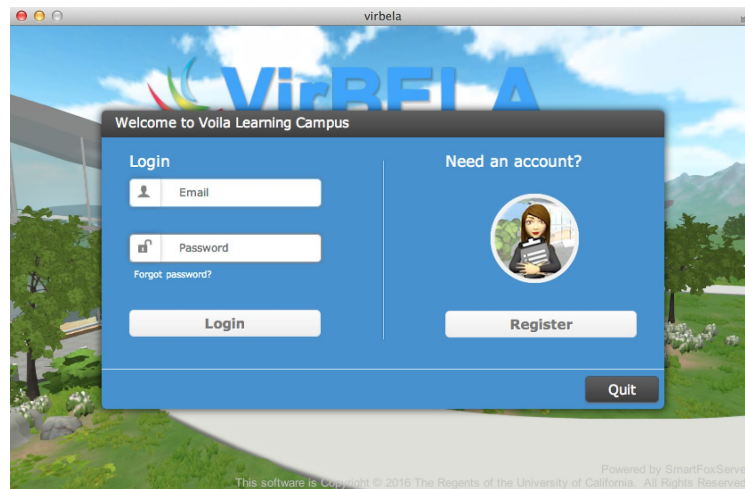 virbela
VirBELA
Welcome to Voila Learning Campus
Login
Email
Password
Forgot password?
Login
Need an account?
Register
Quit
Powered by SmartFoxServe
This software is Copyright © 2016 The Regents of the University of California. All Rights Reserved